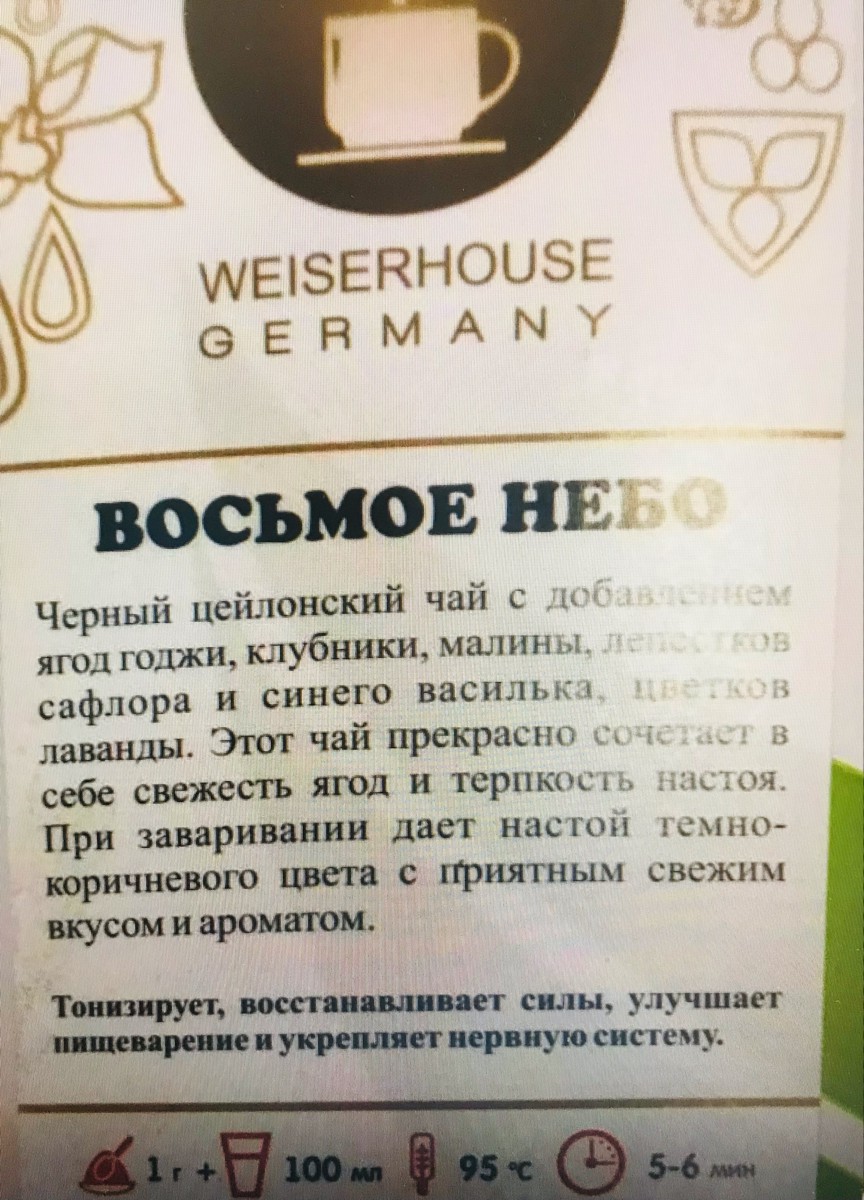 WEISERHOUSE
GERMANY
ВОСЬМОЕ НЕБО
Черный цейлонский чай с добавлением
ягод годжи, клубники, малины, лепестков
сафлора и синего василька, цветков
лаванды. Этот чай прекрасно сочетает в
себе свежесть ягод и терпкость настоя.
При заваривании дает настой темно-
коричневого цвета с приятным свежим
вкусом и ароматом.
Тонизирует, восстанавливает силы, улучшает
пищеварение и укрепляет нервную систему.
1 г + 100 мл 95 °C 5-6 мин